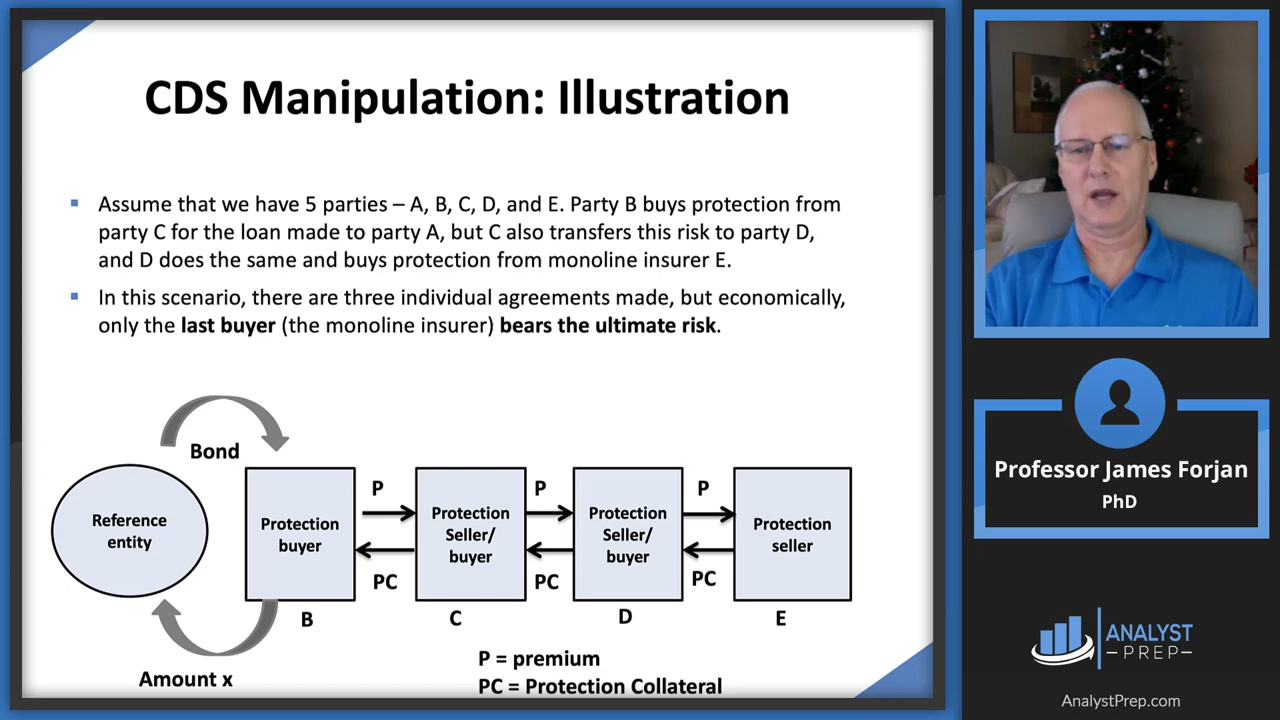 CDS Manipulation: Illustration
▪ Assume that we have 5 parties – A, B, C, D, and E. Party B buys protection from
party C for the loan made to party A, but C also transfers this risk to party D,
and D does the same and buys protection from monoline insurer E.
▪ In this scenario, there are three individual agreements made, but economically,
only the last buyer (the monoline insurer) bears the ultimate risk.
Bond
Reference
entity
Amount x
Protection
buyer
B
P
PC
Protection
Seller/
buyer
C
P
PC
Protection
Seller/
buyer
D
P
PC
Protection
seller
E
P = premium
PC = Protection Collateral
Professor James Forjan
PhD
ANALYST
PREP
AnalystPrep.com